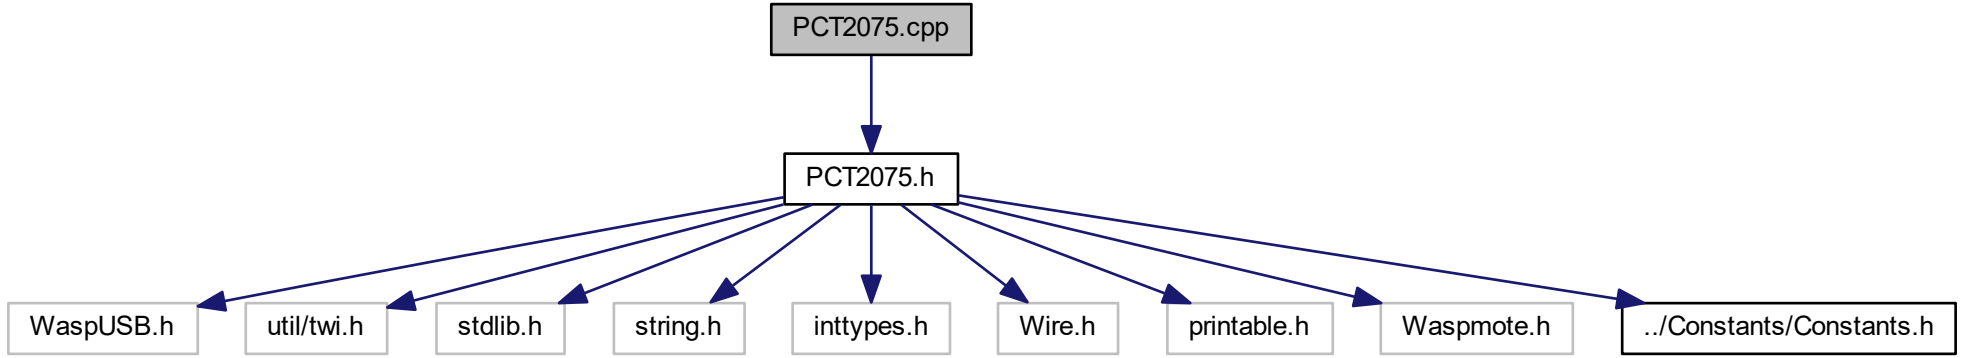 PCT2075.cpp
PCT2075.h
WaspUSB.h
util/twi.h
stdlib.h
string.h
inttypes.h
Wire.h
printable.h
Waspmote.h
../Constants/Constants.h